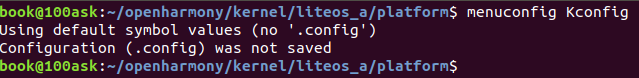 book@100ask:~/openharmony/kernel/liteos_a/platform$ menuconfig Kconfig
Using default symbol values (no '.config')
Configuration (.config) was not saved
book@100ask:~/openharmony/kernel/liteos_a/platform$